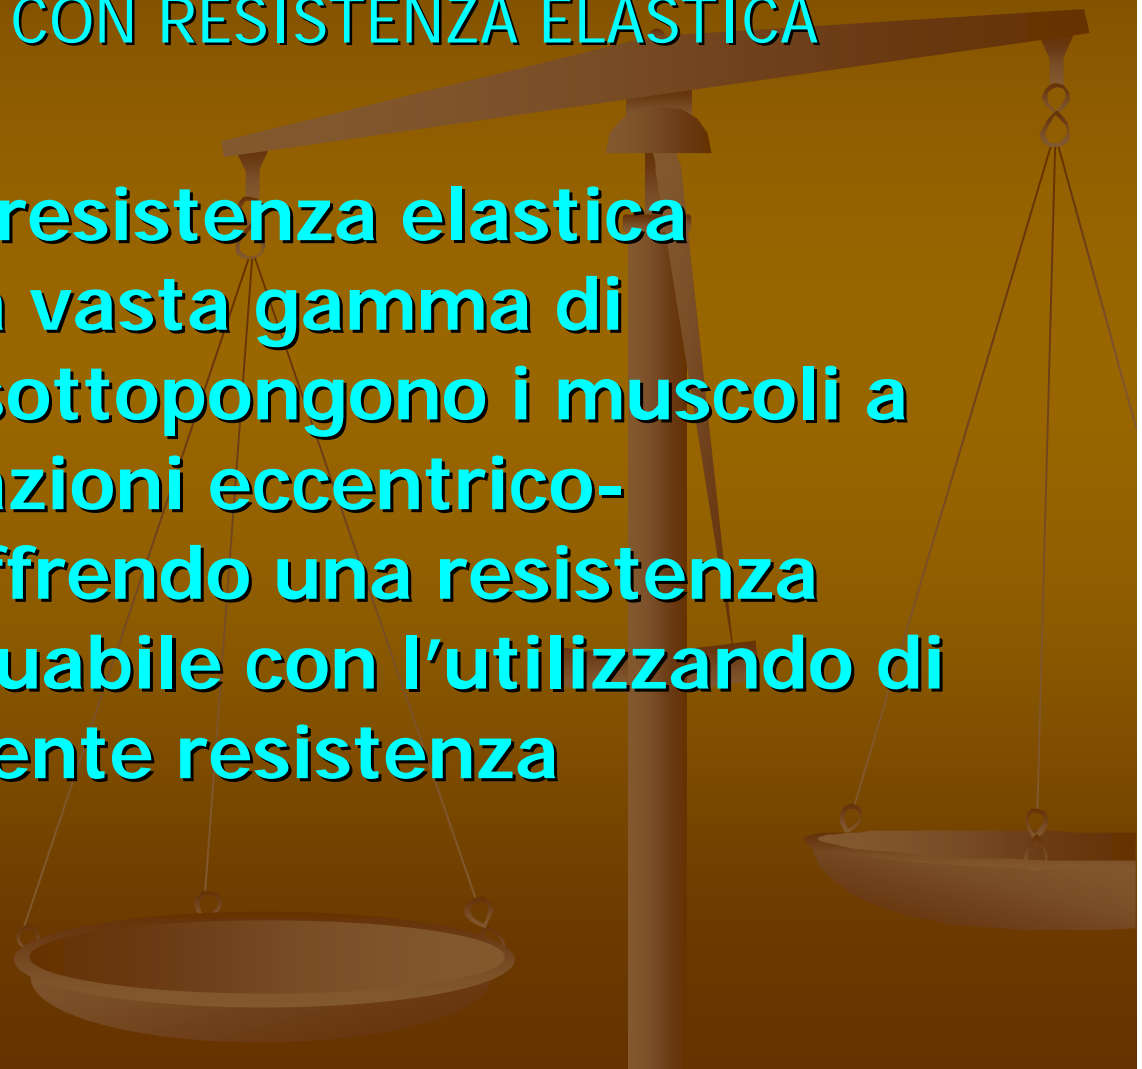 CON RESISTENZA ELASTICA
resistenza elastica
vasta gamma di
sottopongono i muscoli a
azioni eccentrico-
ffrendo una resistenza
uabile con l'utilizzando di
ente resistenza